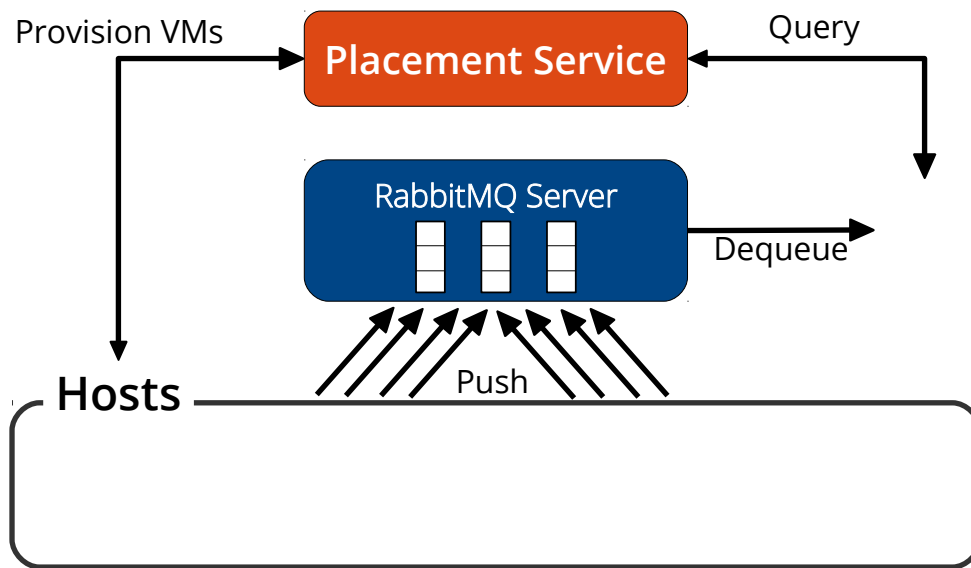 Provision VMs
Query
Placement Service
RabbitMQ Server
Dequeue
Push
Hosts